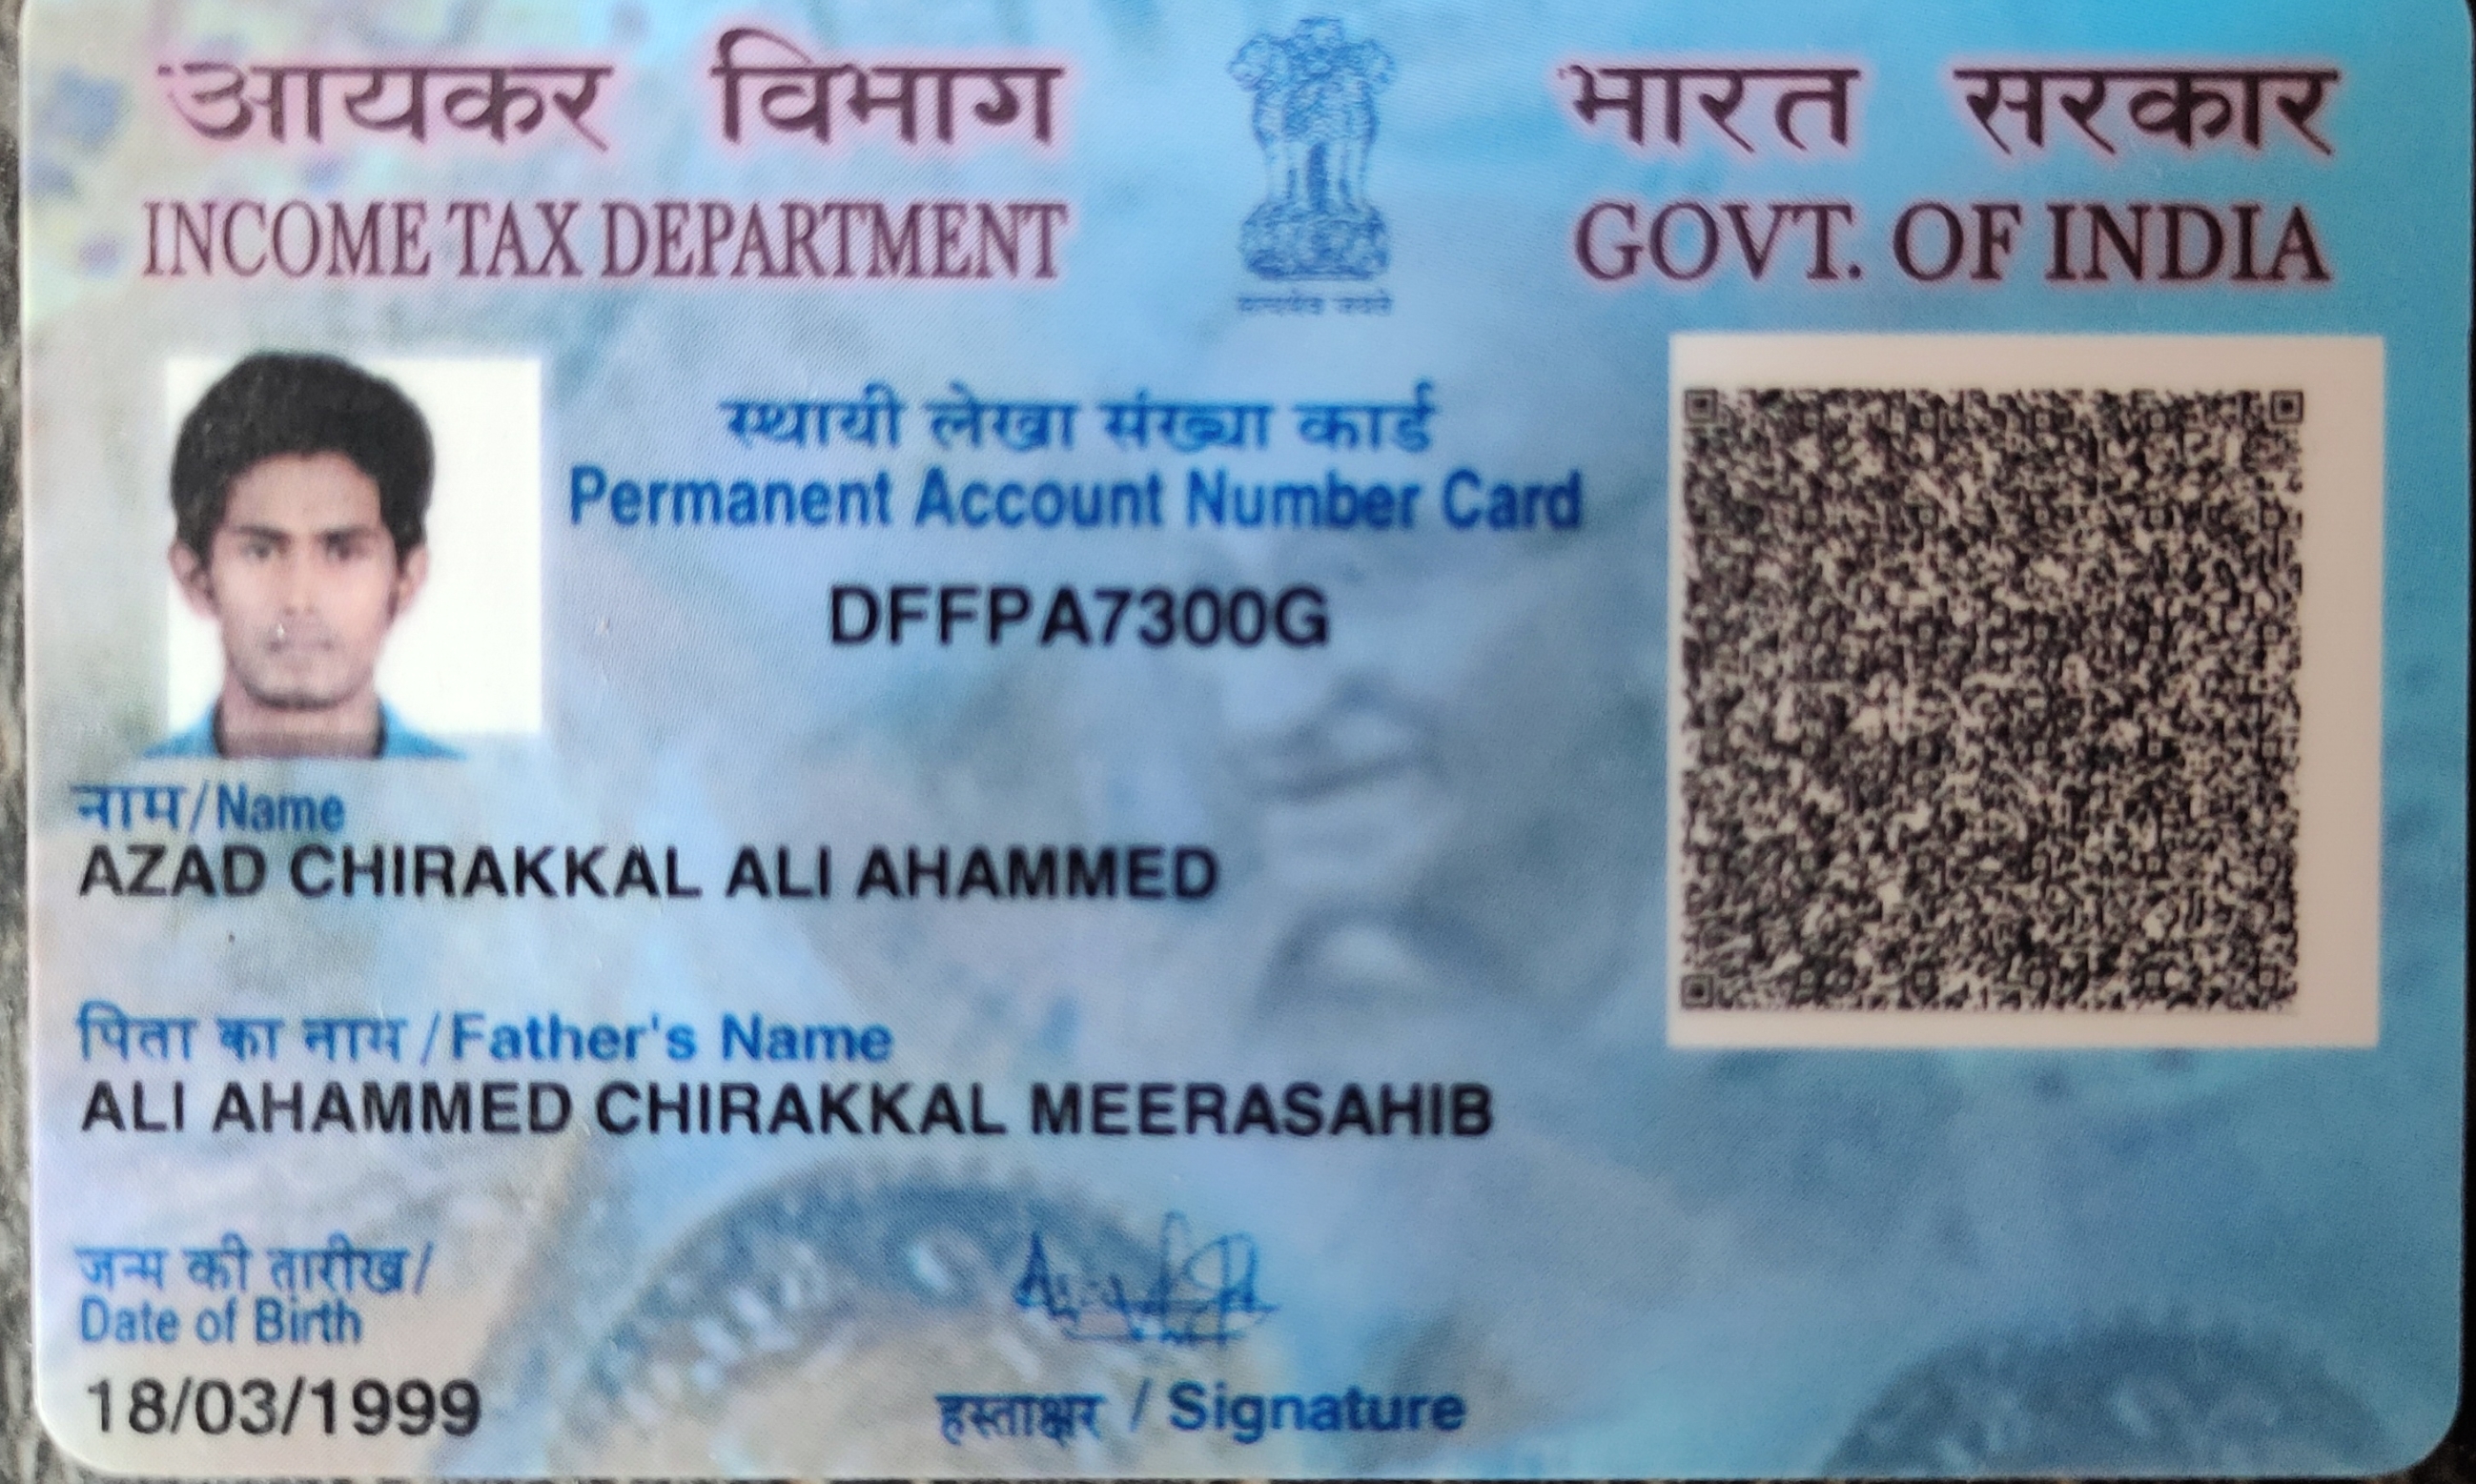 आयकर विभाग
INCOME TAX DEPARTMENT
भारत सरकार
GOVT. OF INDIA
सत्यमेव जयते
स्थायी लेखा संख्या कार्ड
Permanent Account Number Card
DFFPA7300G
नाम/Name
AZAD CHIRAKKAL ALI AHAMMED
पिता का नाम/Father's Name
ALI AHAMMED CHIRAKKAL MEERASAHIB
जन्म की तारीख/
Date of Birth
18/03/1999
हस्ताक्षर / Signature